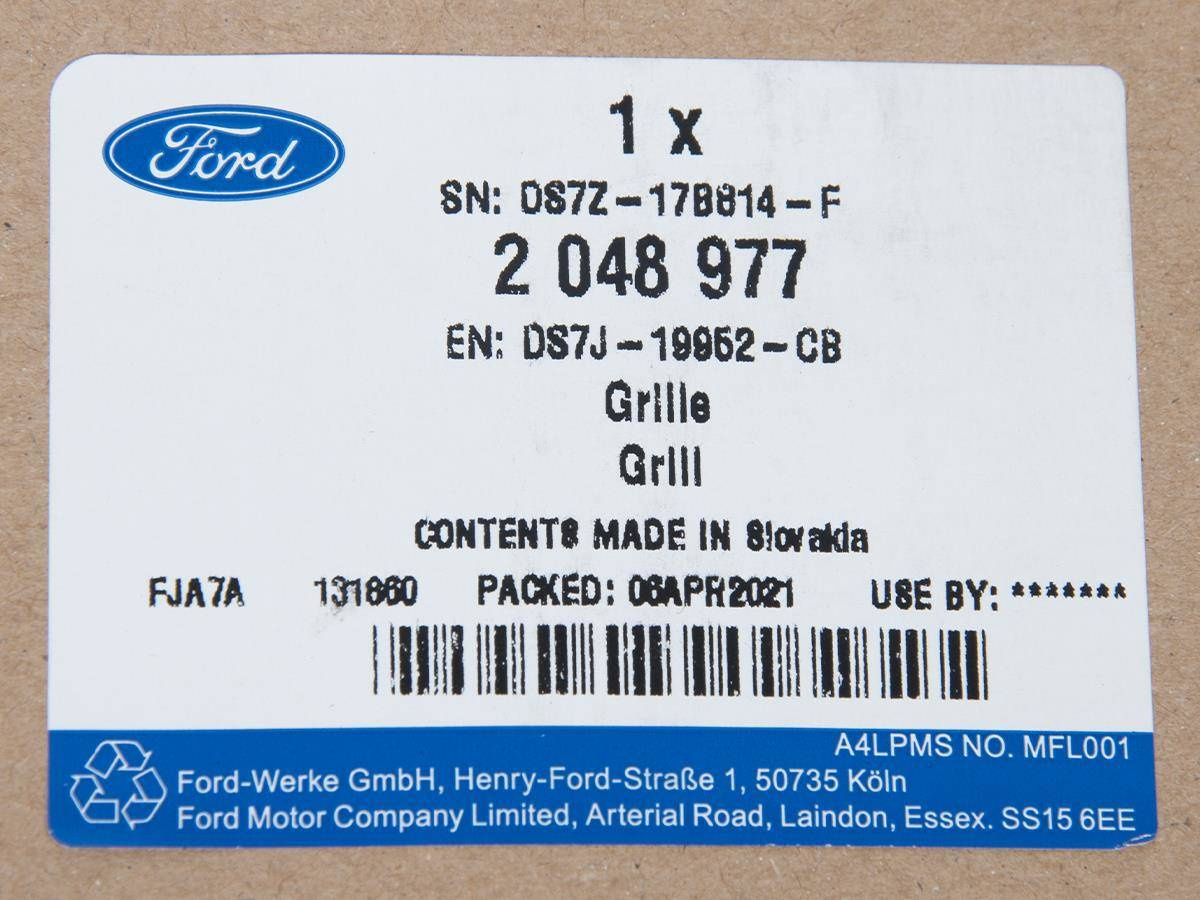 Ford
1 x
SN: DS7Z-17B814-F
2 048 977
EN: DS7J-19952-CB
Grille
Grill
CONTENTS MADE IN Slovakia
FJA7A 131860 PACKED: 06APR2021 USE BY: *******
A4LPMS NO. MFL001
Ford-Werke GmbH, Henry-Ford-Straße 1, 50735 Köln
Ford Motor Company Limited, Arterial Road, Laindon, Essex. SS15 6EE